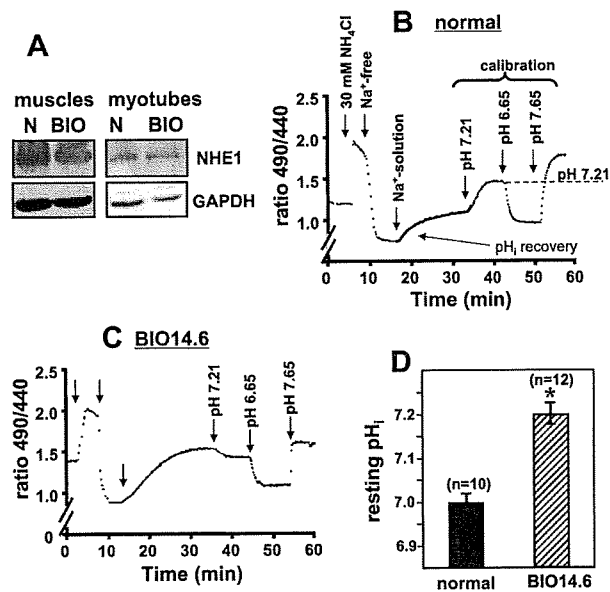 A
muscles myotubes
N BIO N BIO
NHE1
GAPDH
B normal
30 mM NH₄Cl
Na⁺-free
Na⁺-solution
calibration
pH 7.21
pH 6.65
pH 7.65
pH 7.21
pHᵢ recovery
ratio 490/440
2.5
2.0
1.5
1.0
0
0 10 20 30 40 50 60
Time (min)
C BIO14.6
pH 7.21
pH 6.65
pH 7.65
ratio 490/440
2.5
2.0
1.5
1.0
0
0 10 20 30 40 50 60
Time (min)
D
(n=12)
*
(n=10)
resting pHᵢ
7.2
7.1
7.0
6.9
normal BIO14.6